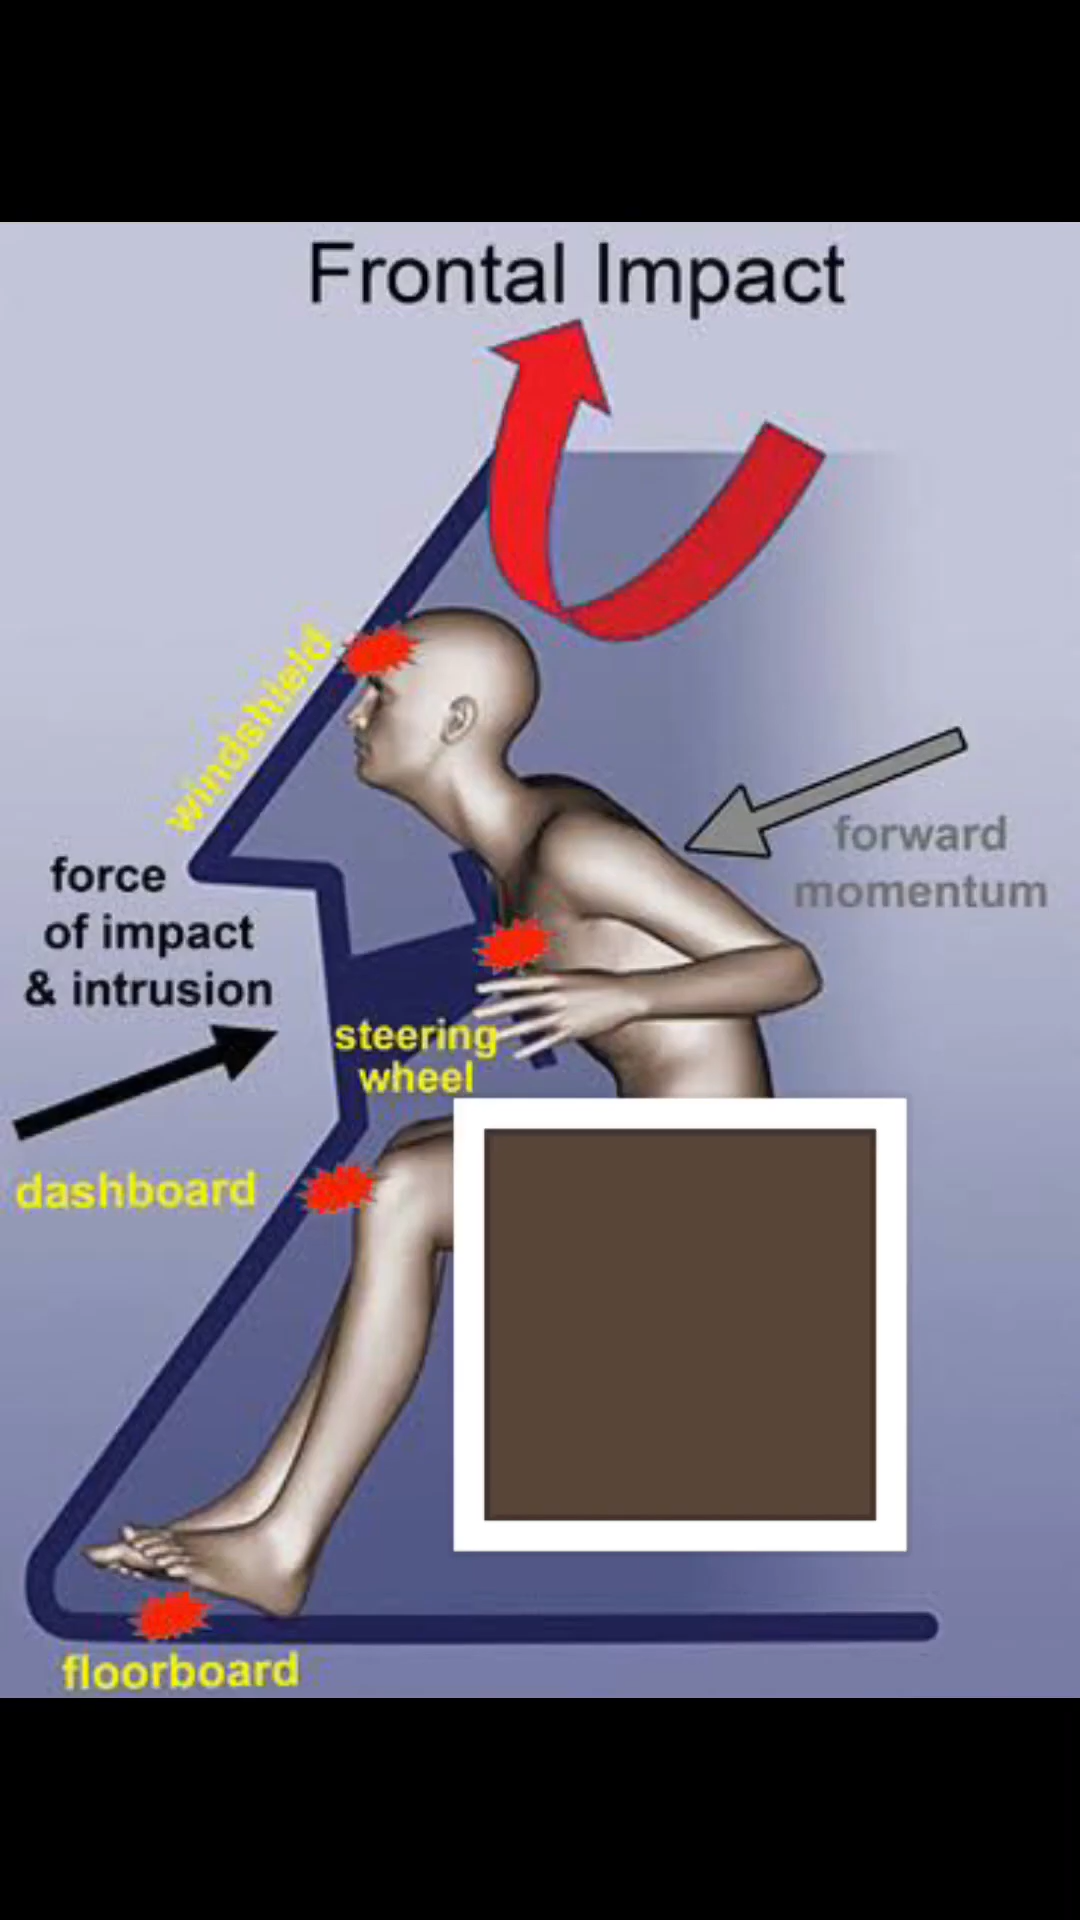 Frontal Impact
windshield
forward
momentum
force
of impact
& intrusion
steering
wheel
dashboard
floorboard